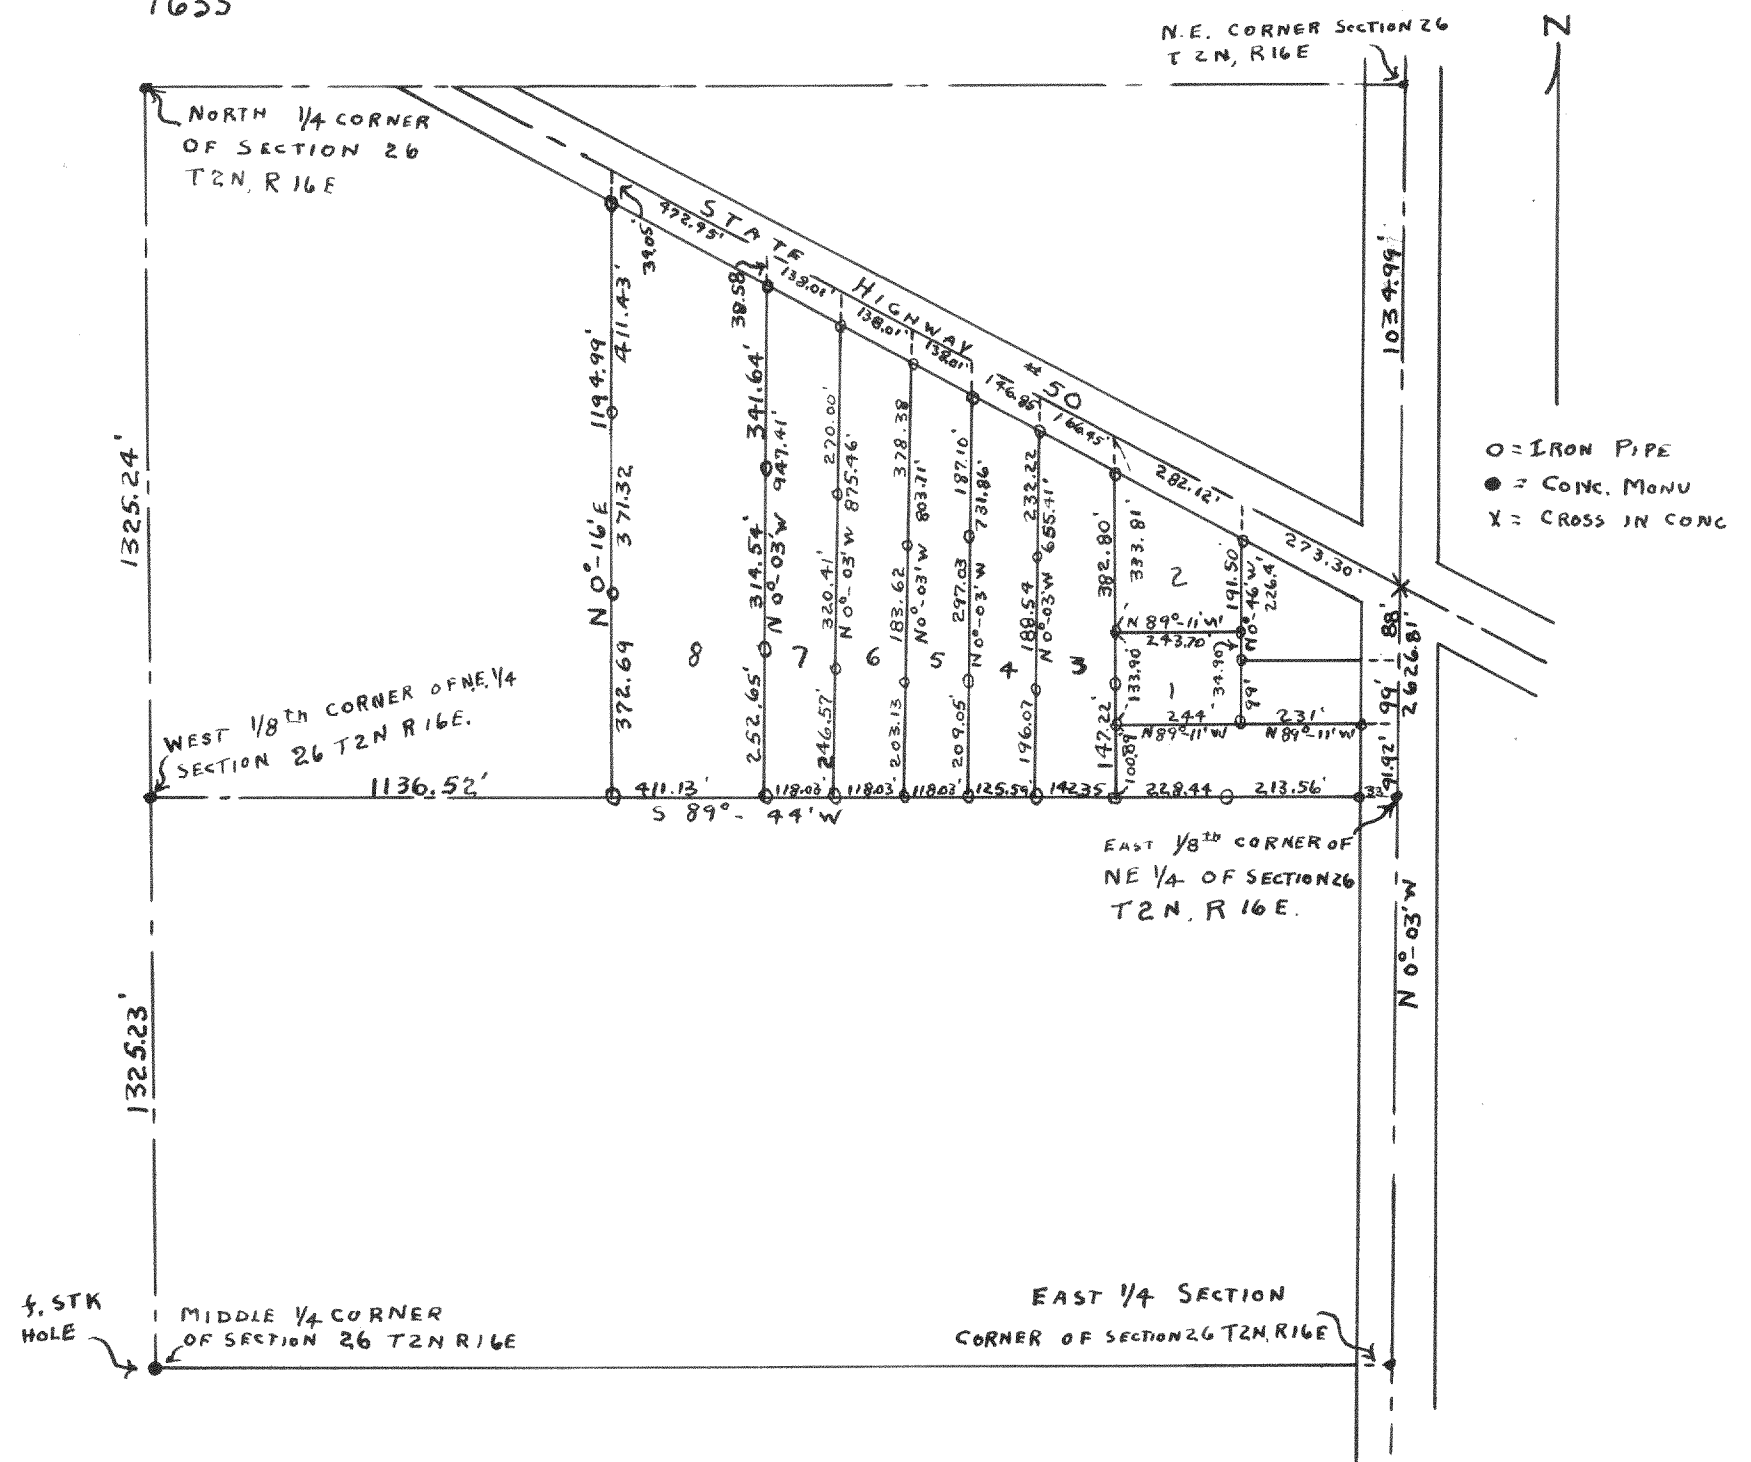 1655
N.E. CORNER SECTION 26
T 2N, R16E
N
NORTH 1/4 CORNER
OF SECTION 26
T2N, R 16E
STATE HIGHWAY #50
472.95'
138.01'
138.01'
138.01'
146.85'
166.45'
282.12'
273.30'
39.05'
38.58'
1034.99'
O = IRON PIPE
● = CONC. MONU
X = CROSS IN CONC
1325.24'
N 0°-16'E 1194.99'
411.43'
371.32
372.69
341.64'
314.54'
252.65'
N 0°-03'W 947.41'
270.00'
320.41'
246.57'
N 0°-03'W 875.46'
378.38
183.62
203.13
N0°-03'W 803.71'
187.10'
297.03
209.05'
N0°-03'W 731.86'
232.22
188.54
196.07
N0°-03'W 655.41'
382.80'
333.81'
133.90'
147.22'
100.89'
191.50'
N0°-46'W
226.4'
34.90'
99'
N 89°-11'W
243.70'
244'
N89°-11'W
231'
N 89°-11'W
88'
99'
91.92'
2626.81'
8
7
6
5
4
3
2
1
WEST 1/8th CORNER OF N.E. 1/4
SECTION 26 T2N R16E.
1136.52'
411.13'
118.03'
118.03
118.03'
125.59'
142.35
228.44
213.56'
33'
S 89°-44'W
EAST 1/8th CORNER OF
NE 1/4 OF SECTION 26
T2N, R 16E.
N 0°-03'W
1325.23'
f. STK
HOLE
MIDDLE 1/4 CORNER
OF SECTION 26 T2N R16E
EAST 1/4 SECTION
CORNER OF SECTION 26 T2N, R16E